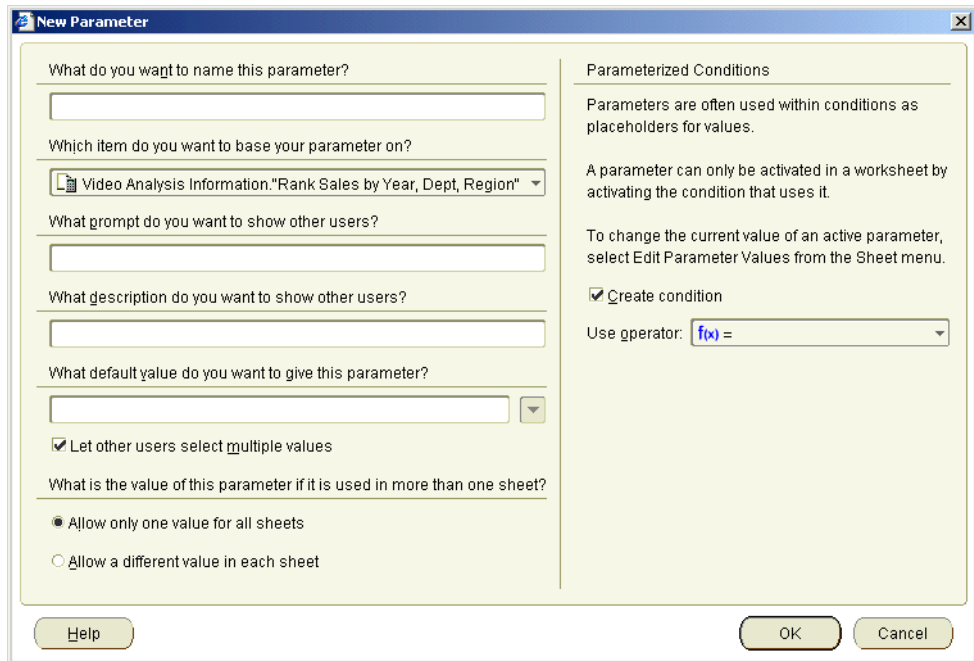 New Parameter
What do you want to name this parameter?
Which item do you want to base your parameter on?
Video Analysis Information."Rank Sales by Year, Dept, Region"
What prompt do you want to show other users?
What description do you want to show other users?
What default value do you want to give this parameter?
Let other users select multiple values
What is the value of this parameter if it is used in more than one sheet?
Allow only one value for all sheets
Allow a different value in each sheet
Parameterized Conditions
Parameters are often used within conditions as
placeholders for values.
A parameter can only be activated in a worksheet by
activating the condition that uses it.
To change the current value of an active parameter,
select Edit Parameter Values from the Sheet menu.
Create condition
Use operator: f(x) =
Help
OK
Cancel